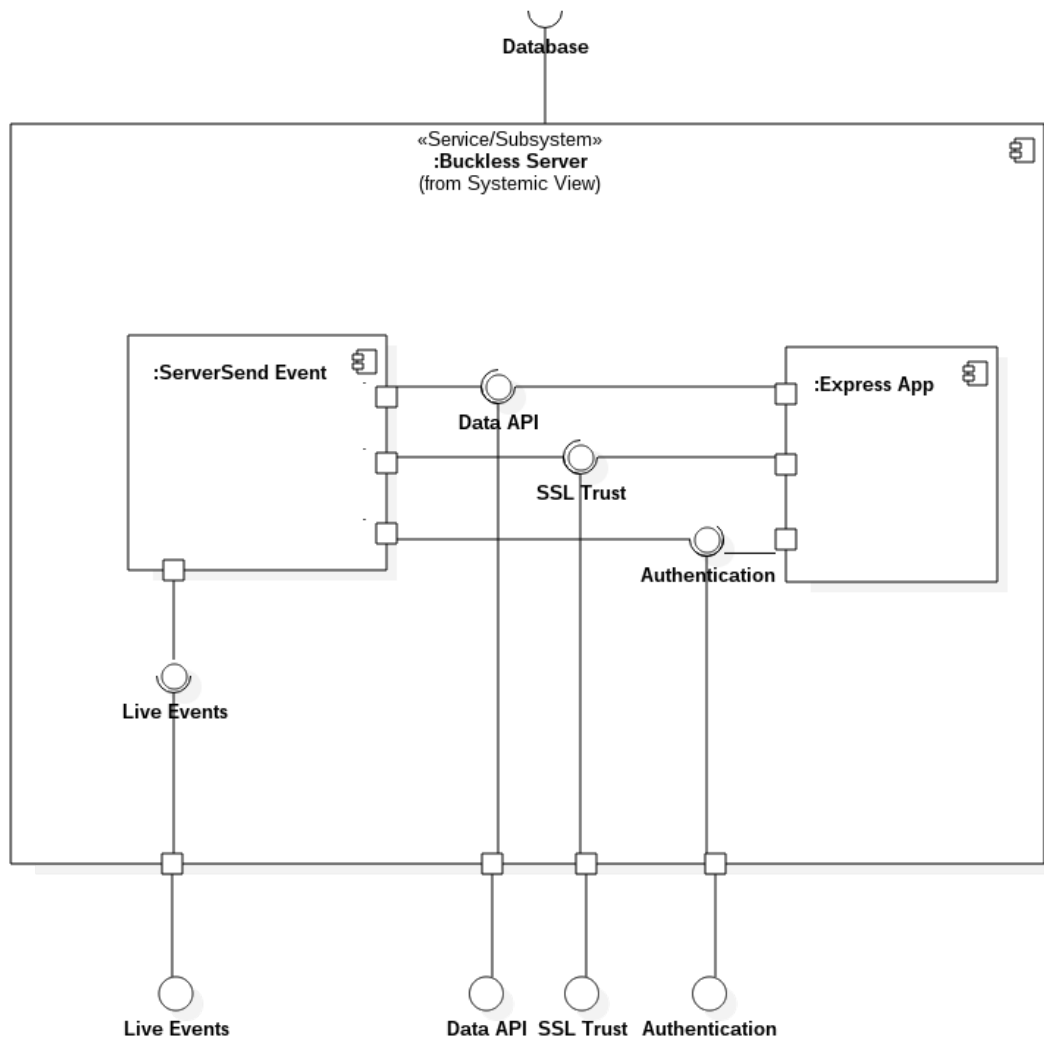 Database
«Service/Subsystem»
:Buckless Server
(from Systemic View)
:ServerSend Event
:Express App
Data API
SSL Trust
Authentication
Live Events
Live Events
Data API
SSL Trust
Authentication